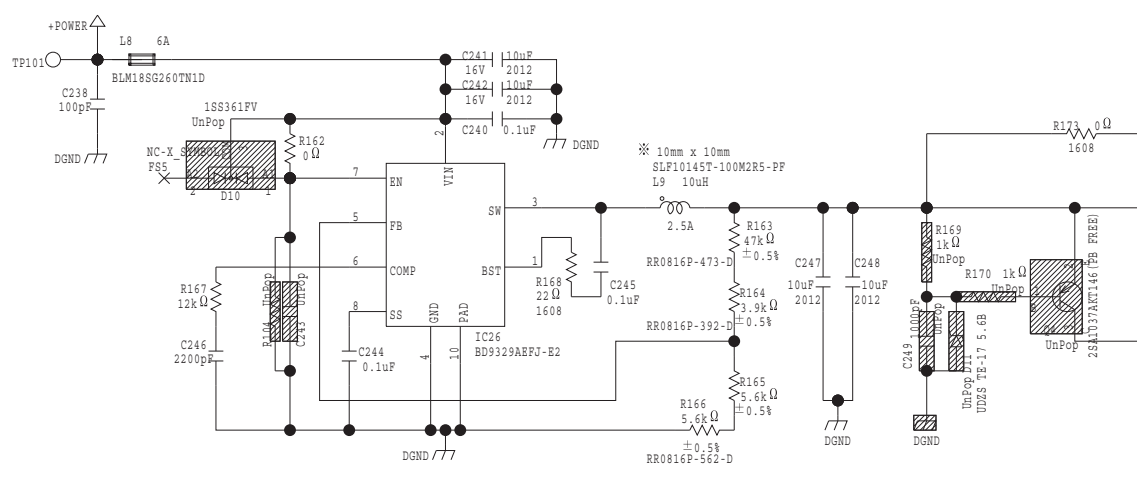 +POWER
TP101
L8 6A
BLM18SG260TN1D
C238
100pF
DGND
C241 10uF
16V 2012
C242 10uF
16V 2012
C240 0.1uF
DGND
1SS361FV
UnPop
NC-X_SYMBOL
FS5
2
D10
1
R162
0Ω
2
7 EN
VIN
5 FB
6 COMP
8 SS
SW 3
BST 1
GND
PAD
4
10
IC26
BD9329AEFJ-E2
R167
12kΩ
C246
2200pF
R104
UnPop
C243
UnPop
C244
0.1uF
DGND
R168
22Ω
1608
C245
0.1uF
※ 10mm x 10mm
SLF10145T-100M2R5-PF
L9 10uH
2.5A
R163
47kΩ
±0.5%
RR0816P-473-D
R164
3.9kΩ
±0.5%
RR0816P-392-D
R165
5.6kΩ
±0.5%
R166
5.6kΩ
±0.5%
RR0816P-562-D
C247
10uF
2012
C248
10uF
2012
DGND
R173 0Ω
1608
R169
1kΩ
UnPop
R170 1kΩ
UnPop
C249
1000pF
UnPop
D11
UnPop
UDZS TE-17 5.6B
DGND
UnPop
2SA1037AKT146(PB FREE)